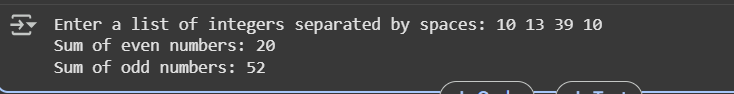 Enter a list of integers separated by spaces: 10 13 39 10
Sum of even numbers: 20
Sum of odd numbers: 52